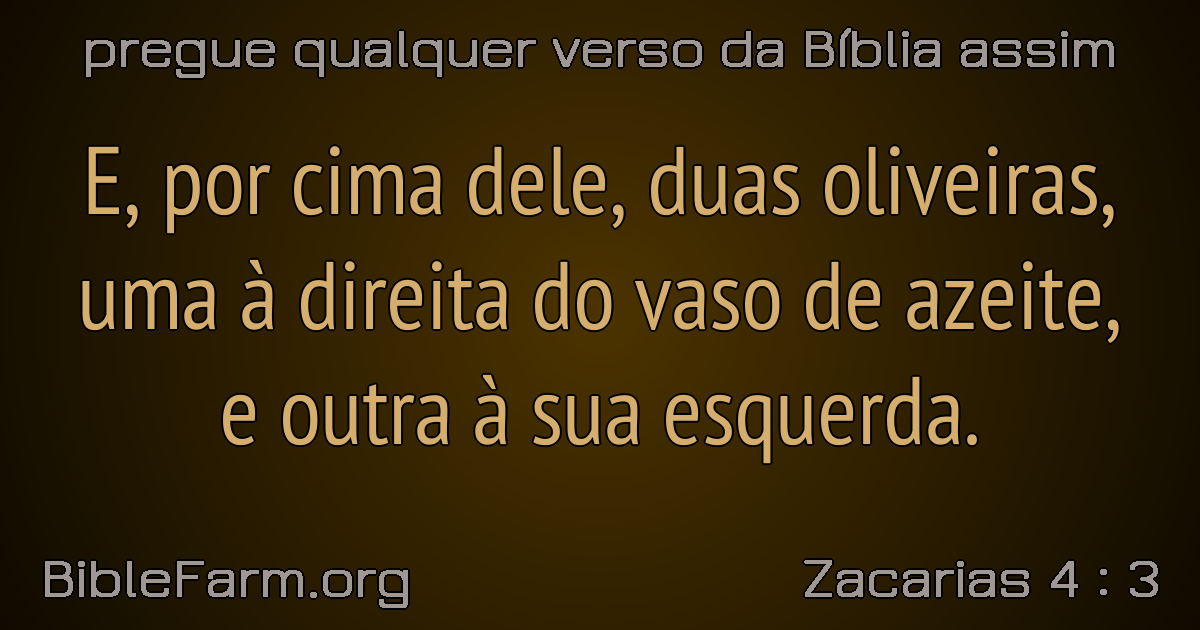 pregue qualquer verso da Bíblia assim
E, por cima dele, duas oliveiras,
uma à direita do vaso de azeite,
e outra à sua esquerda.
BibleFarm.org
Zacarias 4 : 3